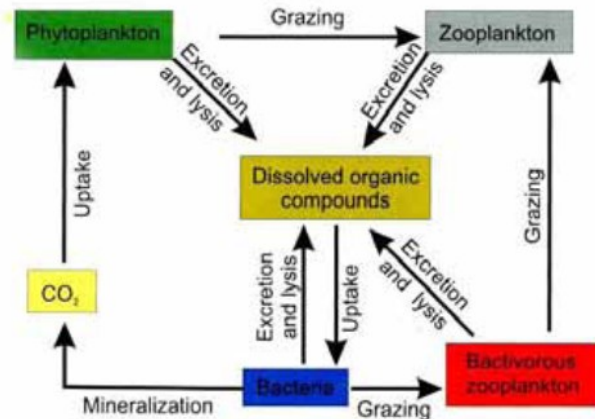 Grazing
Phytoplankton
Zooplankton
Excretion
and lysis
Excretion
and lysis
Dissolved organic
compounds
Uptake
Grazing
CO₂
Excretion
and lysis
Uptake
Excretion
and lysis
Bacteria
Bactivorous
zooplankton
Mineralization
Grazing